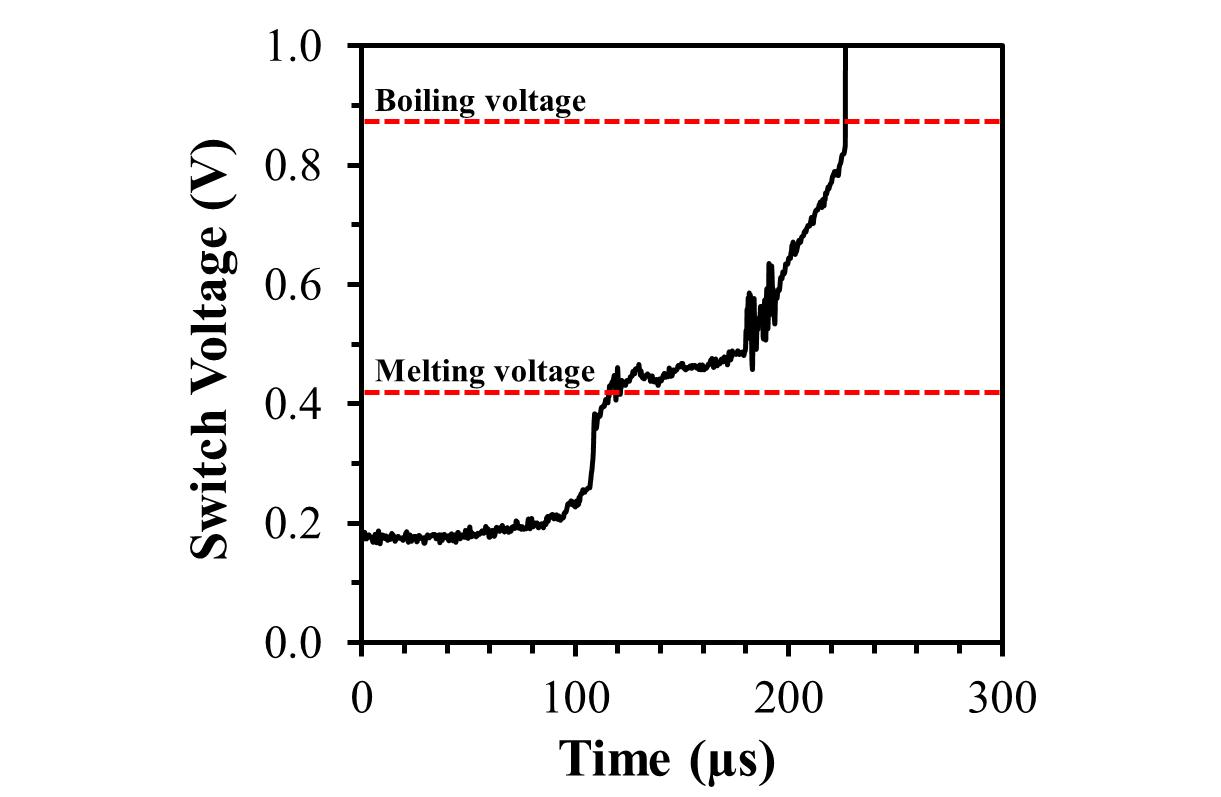 1.0
Boiling voltage
0.8
0.6
Melting voltage
0.4
0.2
0.0
0 100 200 300
Time (µs)
Switch Voltage (V)